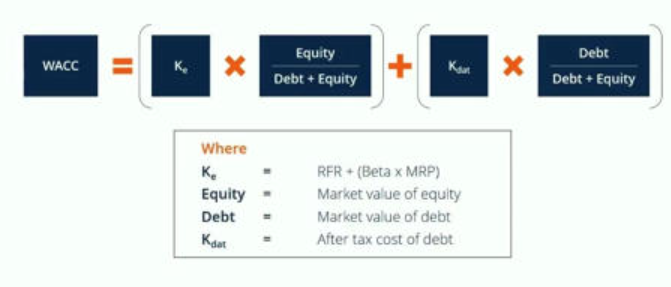 WACC = ( Ke × Equity / Debt + Equity ) + ( Kdat × Debt / Debt + Equity )
Where
Ke = RFR + (Beta x MRP)
Equity = Market value of equity
Debt = Market value of debt
Kdat = After tax cost of debt